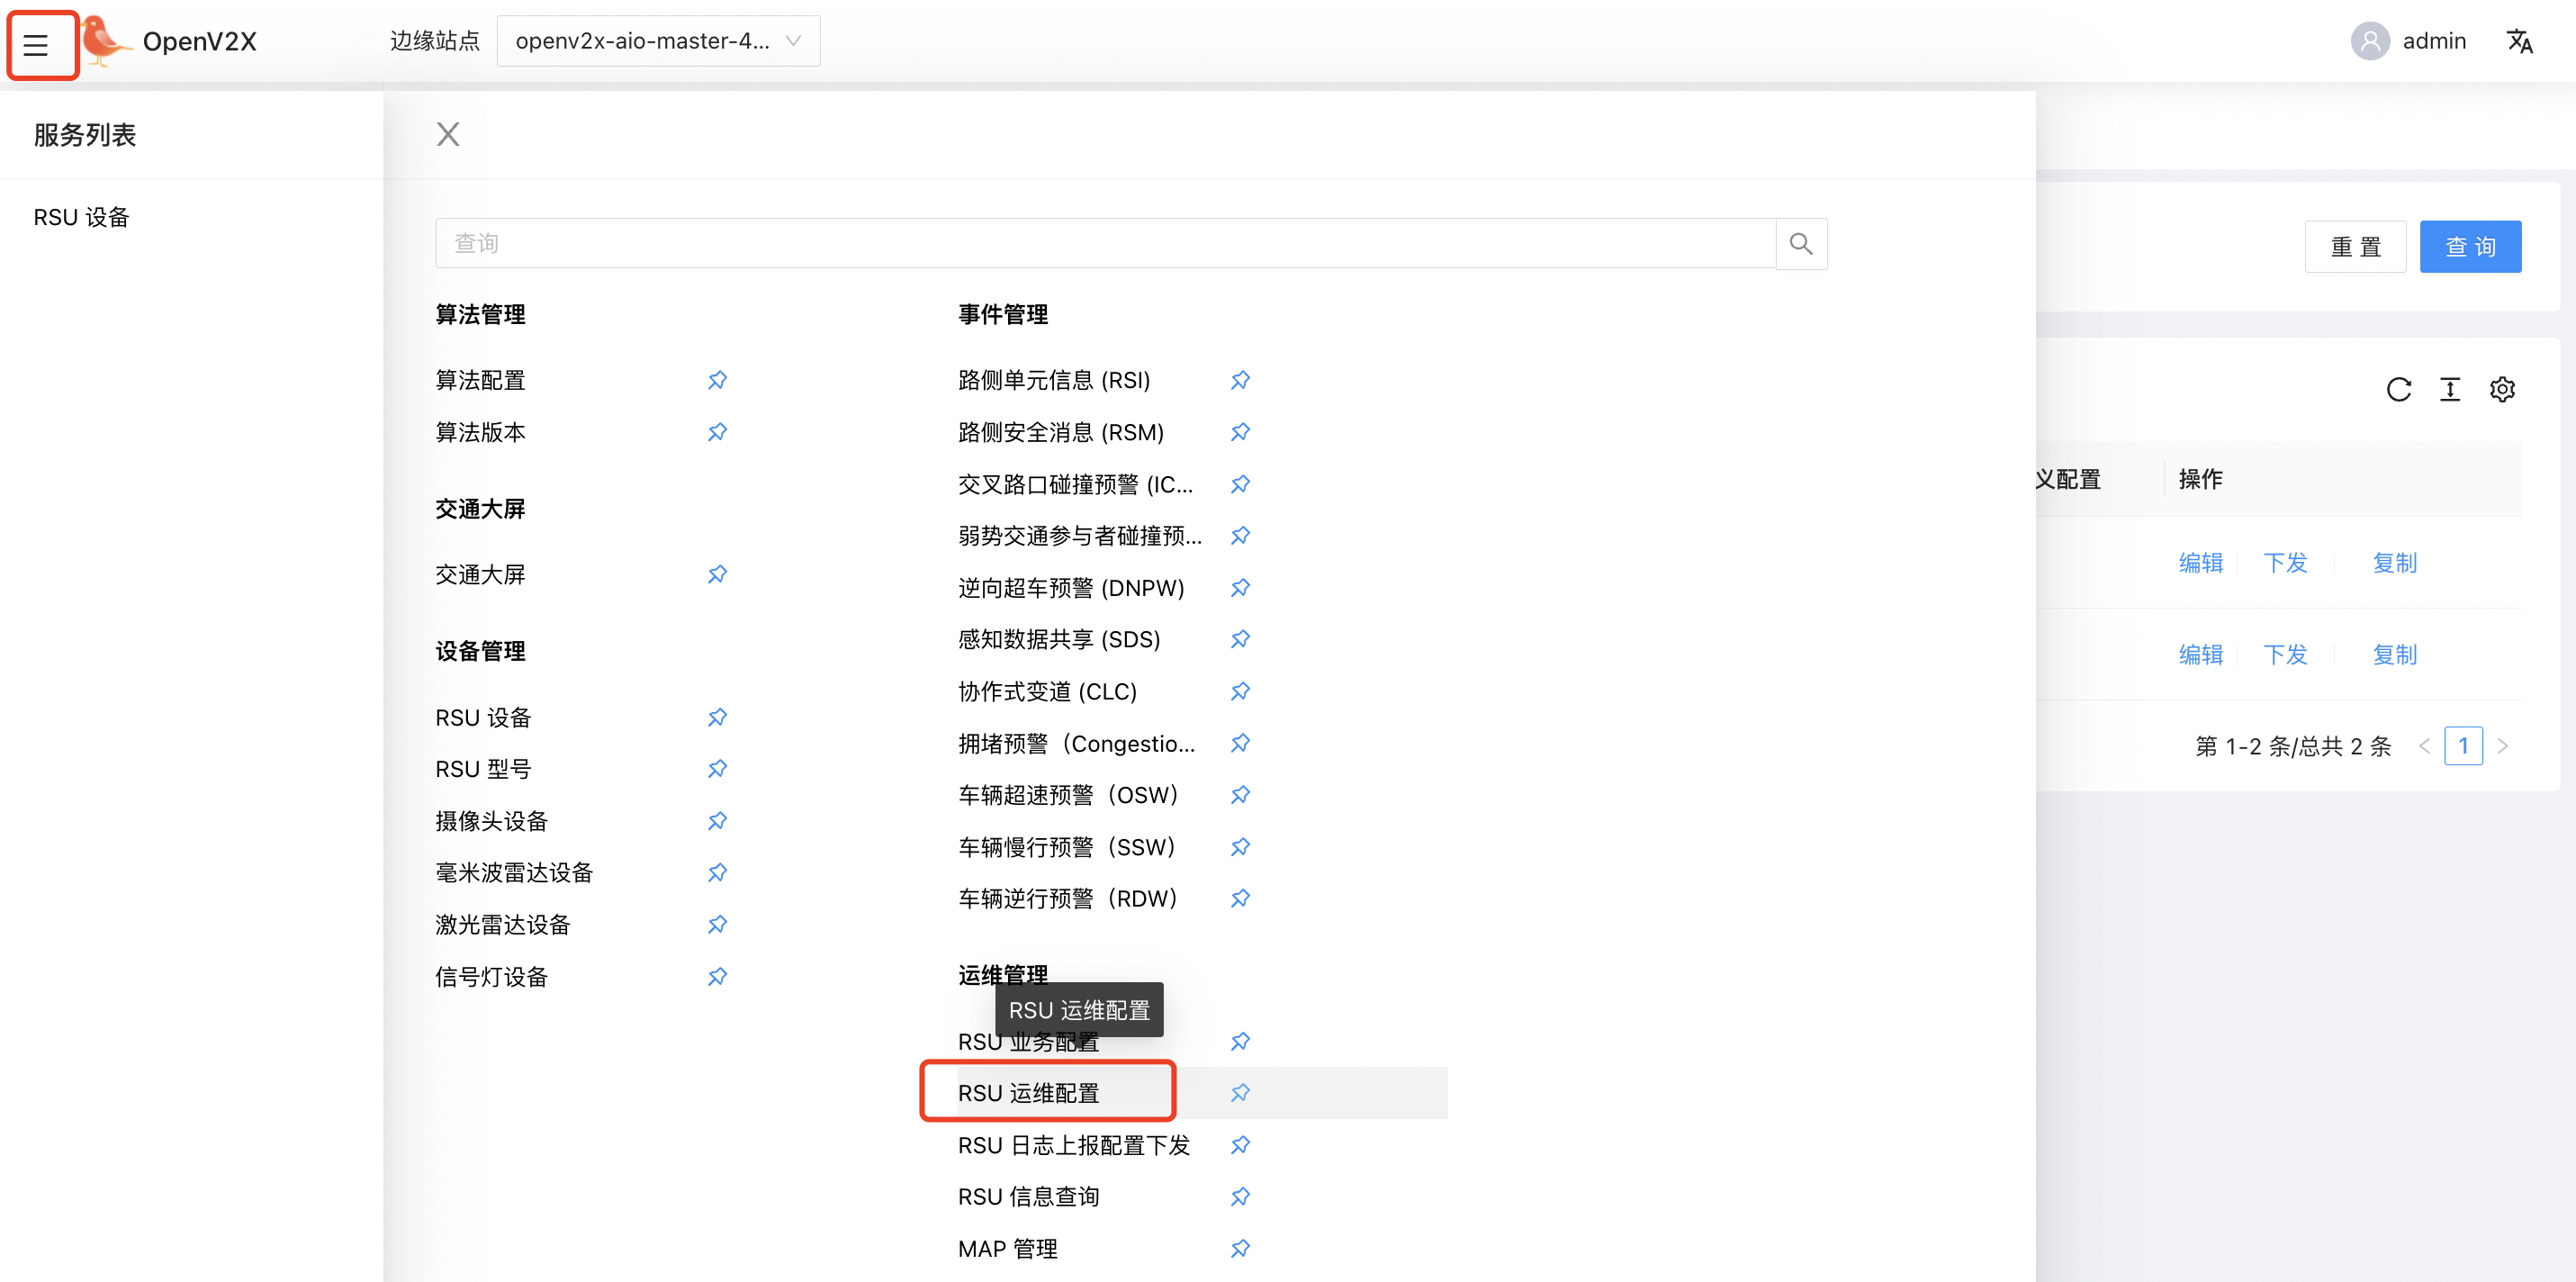 OpenV2X
边缘站点
openv2x-aio-master-4...
admin
服务列表
RSU 设备
查询
算法管理
算法配置
算法版本
交通大屏
交通大屏
设备管理
RSU 设备
RSU 型号
摄像头设备
毫米波雷达设备
激光雷达设备
信号灯设备
事件管理
路侧单元信息 (RSI)
路侧安全消息 (RSM)
交叉路口碰撞预警 (IC...
弱势交通参与者碰撞预...
逆向超车预警 (DNPW)
感知数据共享 (SDS)
协作式变道 (CLC)
拥堵预警（Congestio...
车辆超速预警（OSW）
车辆慢行预警（SSW）
车辆逆行预警（RDW）
运维管理
RSU 运维配置
RSU 业务配置
RSU 运维配置
RSU 日志上报配置下发
RSU 信息查询
MAP 管理
重 置
查 询
义配置
操作
编辑
下发
复制
编辑
下发
复制
第 1-2 条/总共 2 条
1